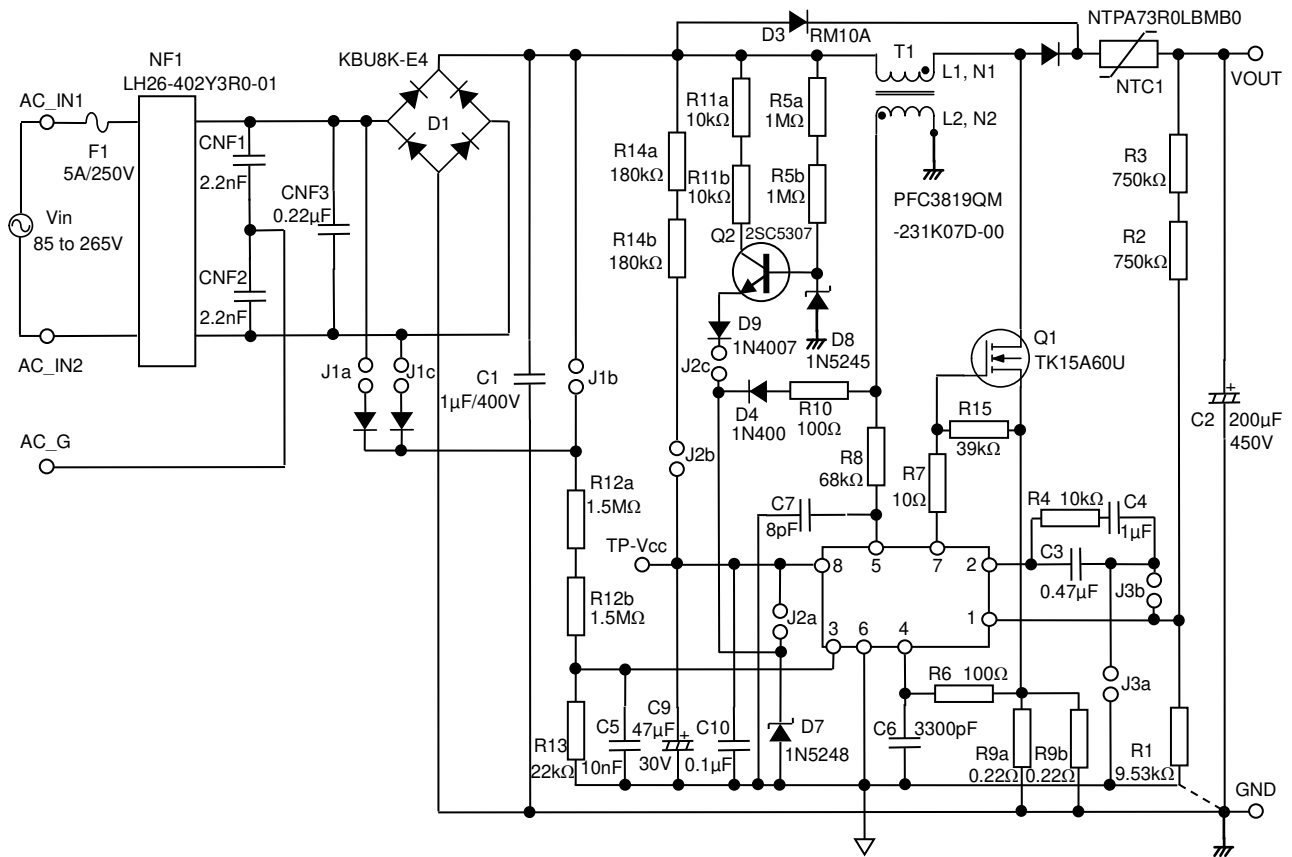 NTPA73R0LBMB0
D3
RM10A
NF1
LH26-402Y3R0-01
KBU8K-E4
T1
L1, N1
NTC1
VOUT
AC_IN1
F1
5A/250V
CNF1
2.2nF
D1
R11a
10kΩ
R5a
1MΩ
L2, N2
R14a
180kΩ
R11b
10kΩ
R5b
1MΩ
R3
750kΩ
CNF3
0.22µF
PFC3819QM
-231K07D-00
Vin
85 to 265V
R14b
180kΩ
Q2
2SC5307
R2
750kΩ
CNF2
2.2nF
D9
1N4007
D8
1N5245
Q1
TK15A60U
AC_IN2
J1a
J1c
C1
1µF/400V
J1b
J2c
D4
1N400
R10
100Ω
R15
39kΩ
C2
+
200µF
450V
AC_G
J2b
R8
68kΩ
R7
10Ω
R12a
1.5MΩ
C7
8pF
R4
10kΩ
C4
1µF
TP-Vcc
8
5
7
2
C3
0.47µF
J3b
R12b
1.5MΩ
J2a
3
6
4
1
R6
100Ω
J3a
R13
22kΩ
C5
10nF
C9
47µF
+
30V
C10
0.1µF
D7
1N5248
C6
3300pF
R9a
0.22Ω
R9b
0.22Ω
R1
9.53kΩ
GND